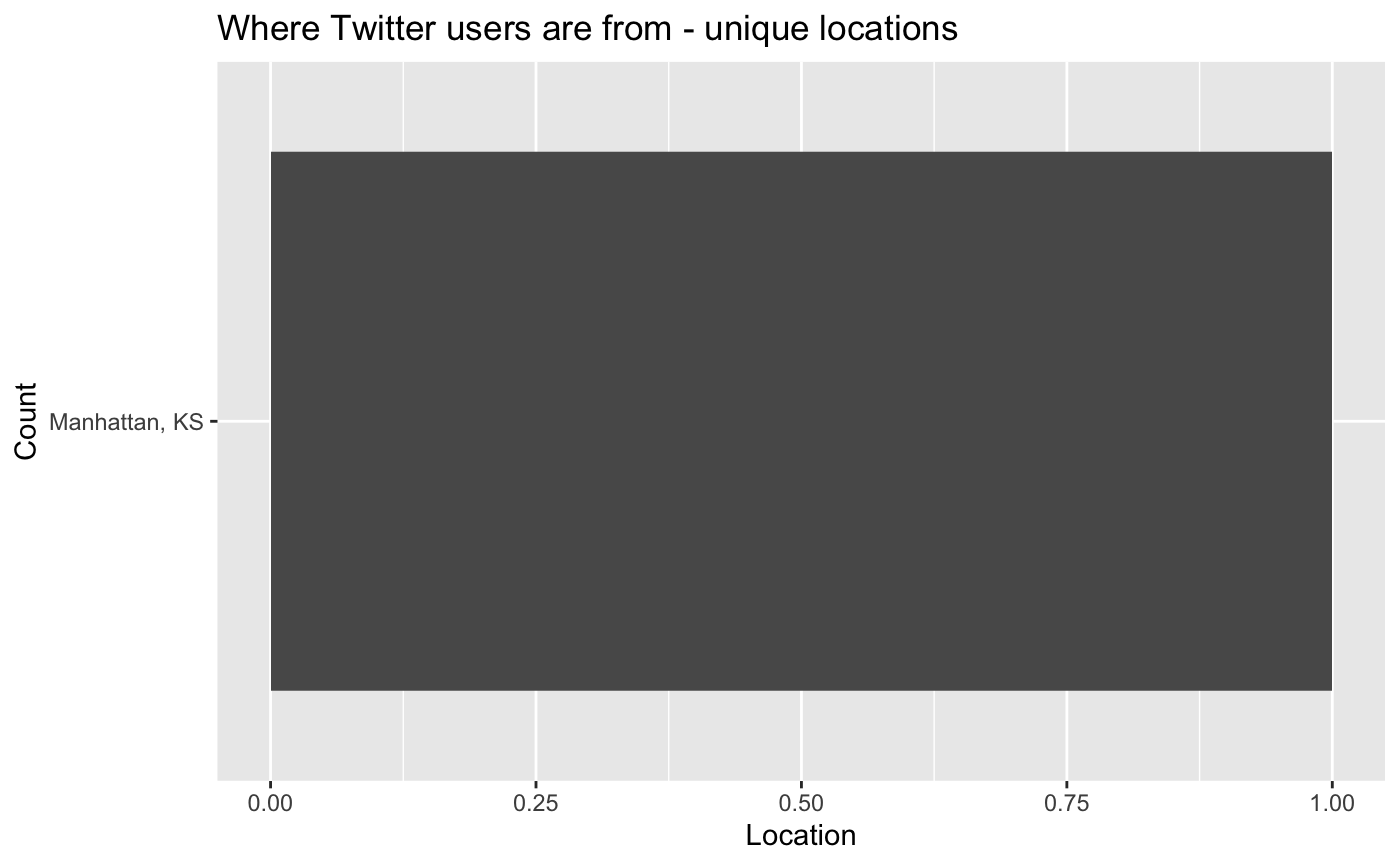 Where Twitter users are from - unique locations
Count
Manhattan, KS
0.00 0.25 0.50 0.75 1.00
Location